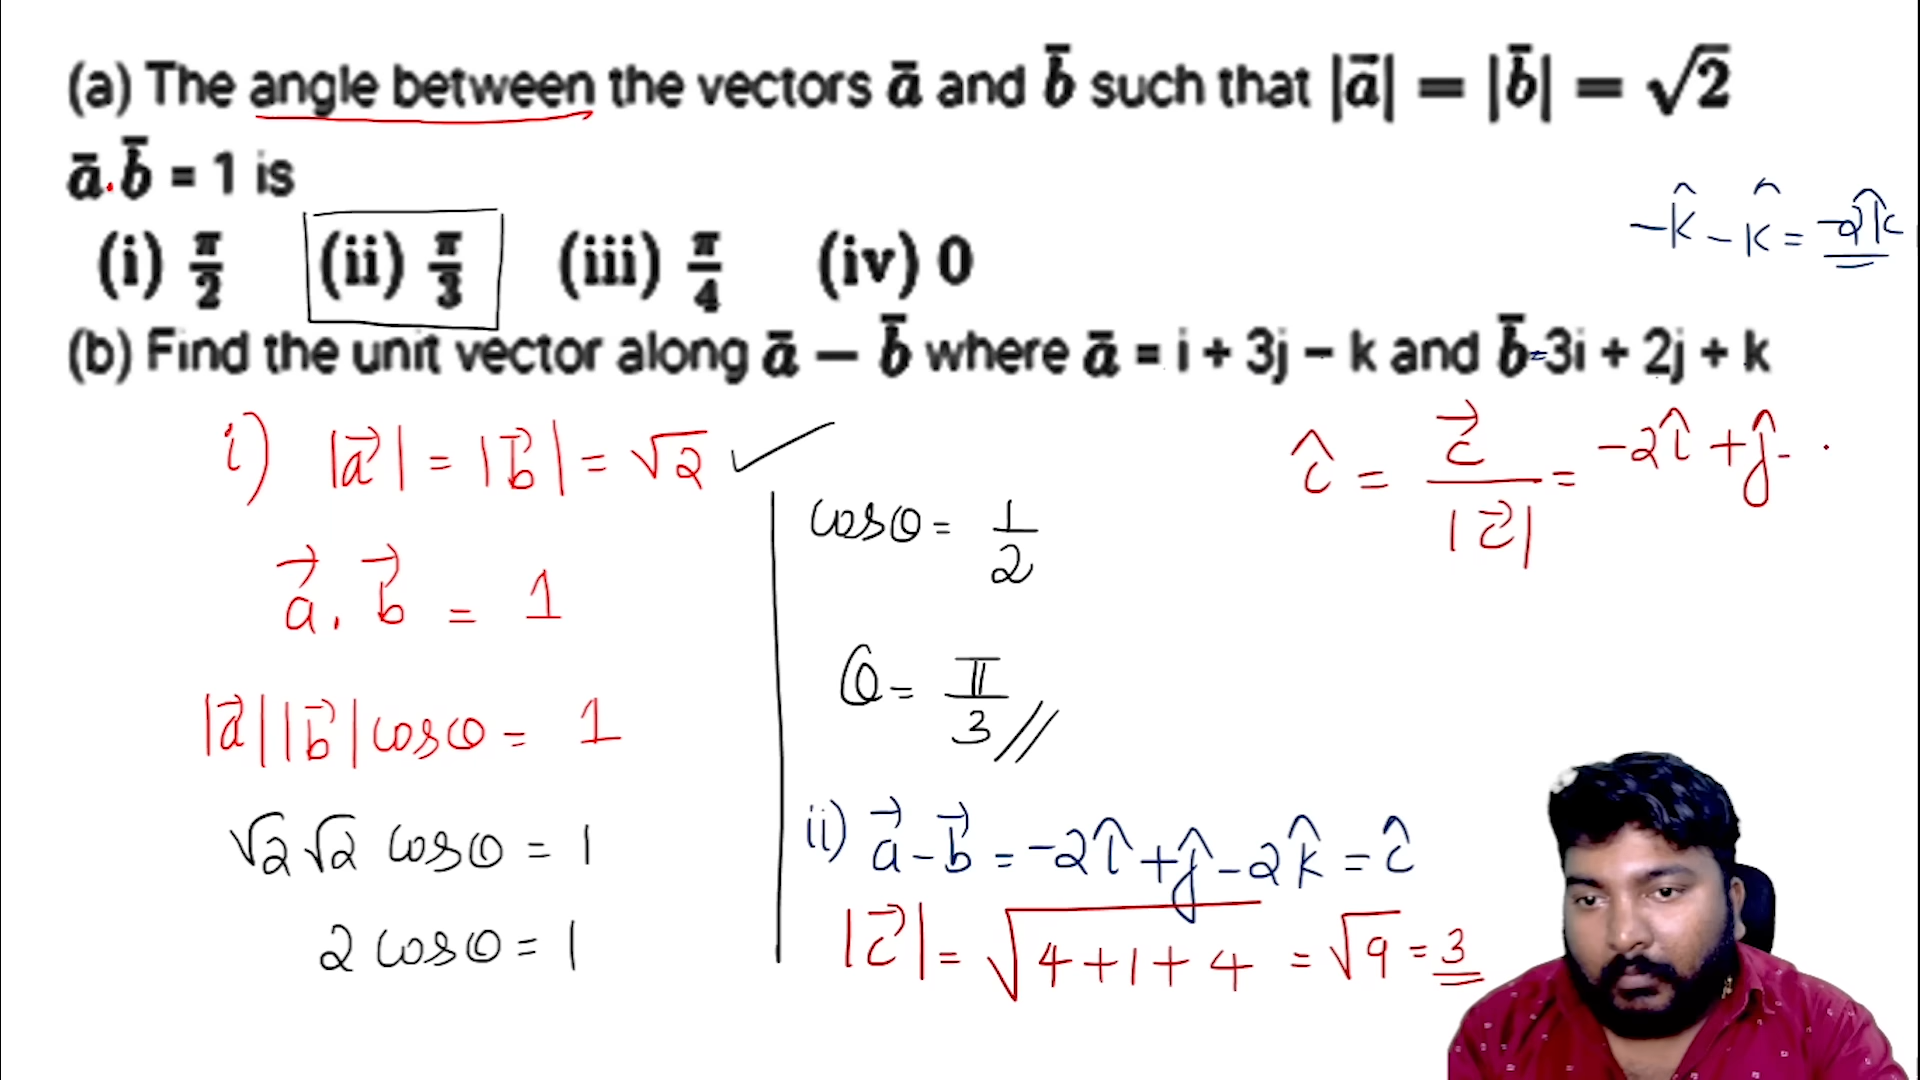 (a) The angle between the vectors ā and b̄ such that |ā| = |b̄| = √2
ā.b̄ = 1 is
(i) π/2 (ii) π/3 (iii) π/4 (iv) 0
-k̂ - k̂ = -2k̂
(b) Find the unit vector along ā − b̄ where ā = i + 3j − k and b̄=3i + 2j + k
i) |a⃗| = |b⃗| = √2 ✓
a⃗. b⃗ = 1
|a⃗||b⃗|cosθ = 1
√2√2 cosθ = 1
2 cosθ = 1
cosθ = 1/2
θ = π/3 //
ii) a⃗-b⃗ = -2î+ĵ-2k̂ = ĉ
|c⃗| = √4+1+4 = √9 = 3
ĉ = c⃗/|c⃗| = -2î+ĵ-